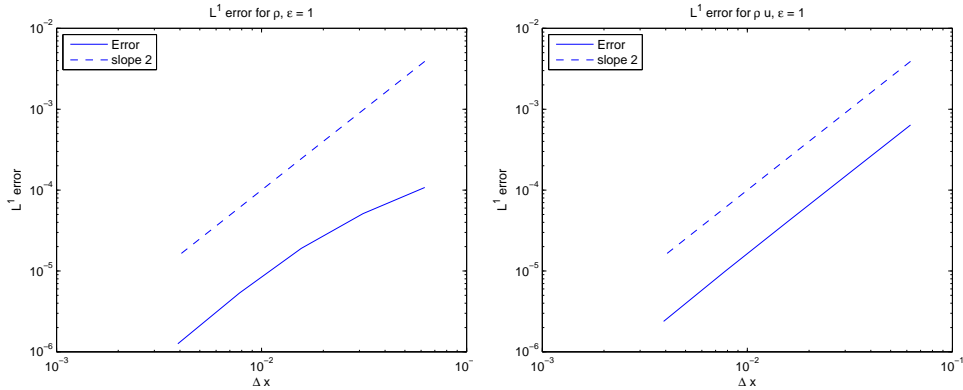 L¹ error for ρ, ε = 1
Error
slope 2
10⁻²
10⁻³
10⁻⁴
10⁻⁵
10⁻⁶
L¹ error
10⁻³
10⁻²
10⁻
Δ x
L¹ error for ρ u, ε = 1
Error
slope 2
10⁻²
10⁻³
10⁻⁴
10⁻⁵
10⁻⁶
L¹ error
10⁻³
10⁻²
10⁻¹
Δ x